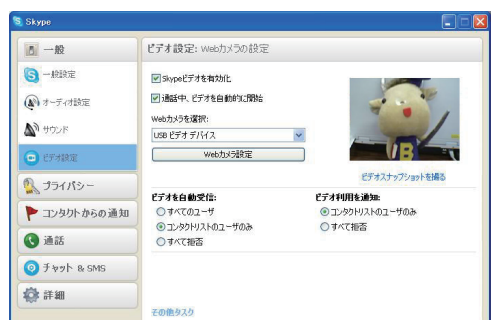 Skype
一般
一般設定
オーディオ設定
サウンド
ビデオ設定
プライバシー
コンタクトからの通知
通話
チャット & SMS
詳細
ビデオ設定: Webカメラの設定
Skypeビデオを有効化
通話中、ビデオを自動的に開始
Webカメラを選択:
USB ビデオ デバイス
Webカメラ設定
B
ビデオスナップショットを撮る
ビデオを自動受信:
すべてのユーザ
コンタクトリストのユーザのみ
すべて拒否
ビデオ利用を通知:
コンタクトリストのユーザのみ
すべて拒否
その他タスク